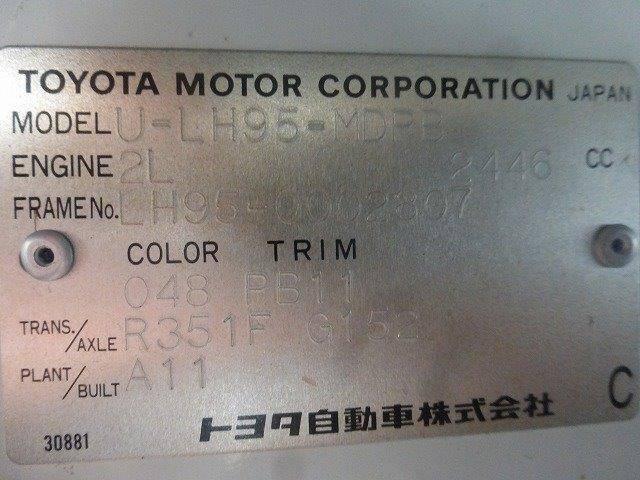 TOYOTA MOTOR CORPORATION JAPAN
MODEL U-LH95-MDPB
ENGINE 2L 2446 CC
FRAME No. LH95-0002807
COLOR TRIM
048 PB11
TRANS./AXLE R351F G152
PLANT/BUILT A11
C
トヨタ自動車株式会社
30881